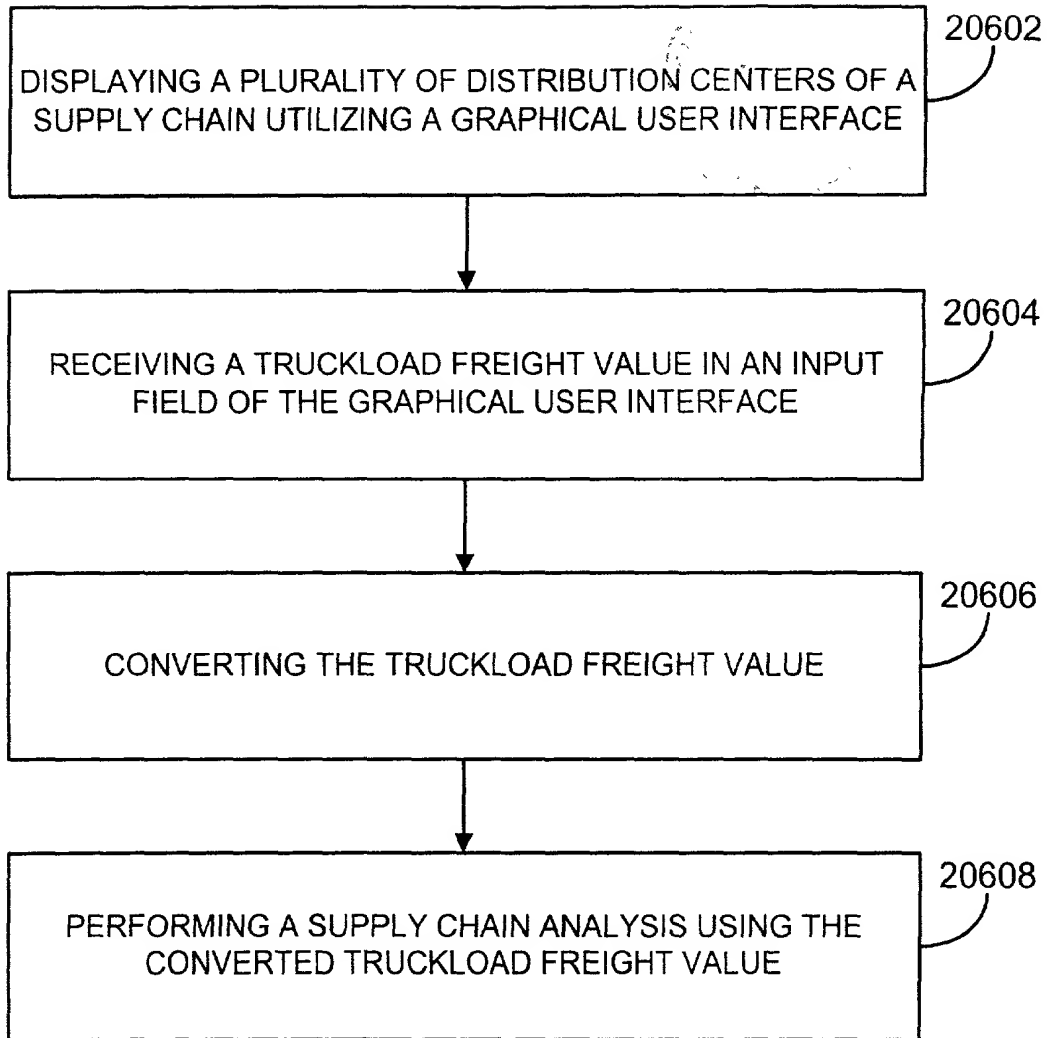 20602
DISPLAYING A PLURALITY OF DISTRIBUTION CENTERS OF A
SUPPLY CHAIN UTILIZING A GRAPHICAL USER INTERFACE
20604
RECEIVING A TRUCKLOAD FREIGHT VALUE IN AN INPUT
FIELD OF THE GRAPHICAL USER INTERFACE
20606
CONVERTING THE TRUCKLOAD FREIGHT VALUE
20608
PERFORMING A SUPPLY CHAIN ANALYSIS USING THE
CONVERTED TRUCKLOAD FREIGHT VALUE